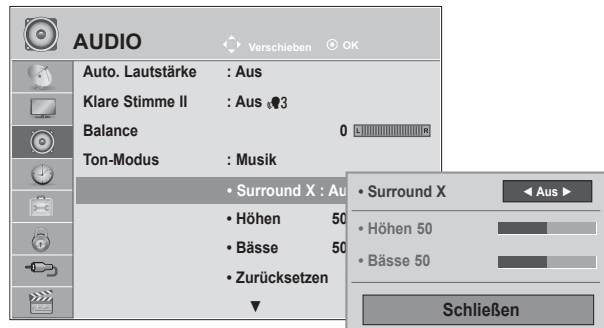 AUDIO Verschieben OK
Auto. Lautstärke : Aus
Klare Stimme II : Aus 3
Balance 0 L R
Ton-Modus : Musik
• Surround X : Au
• Höhen 50
• Bässe 50
• Zurücksetzen
▼
• Surround X ◄ Aus ►
• Höhen 50
• Bässe 50
Schließen